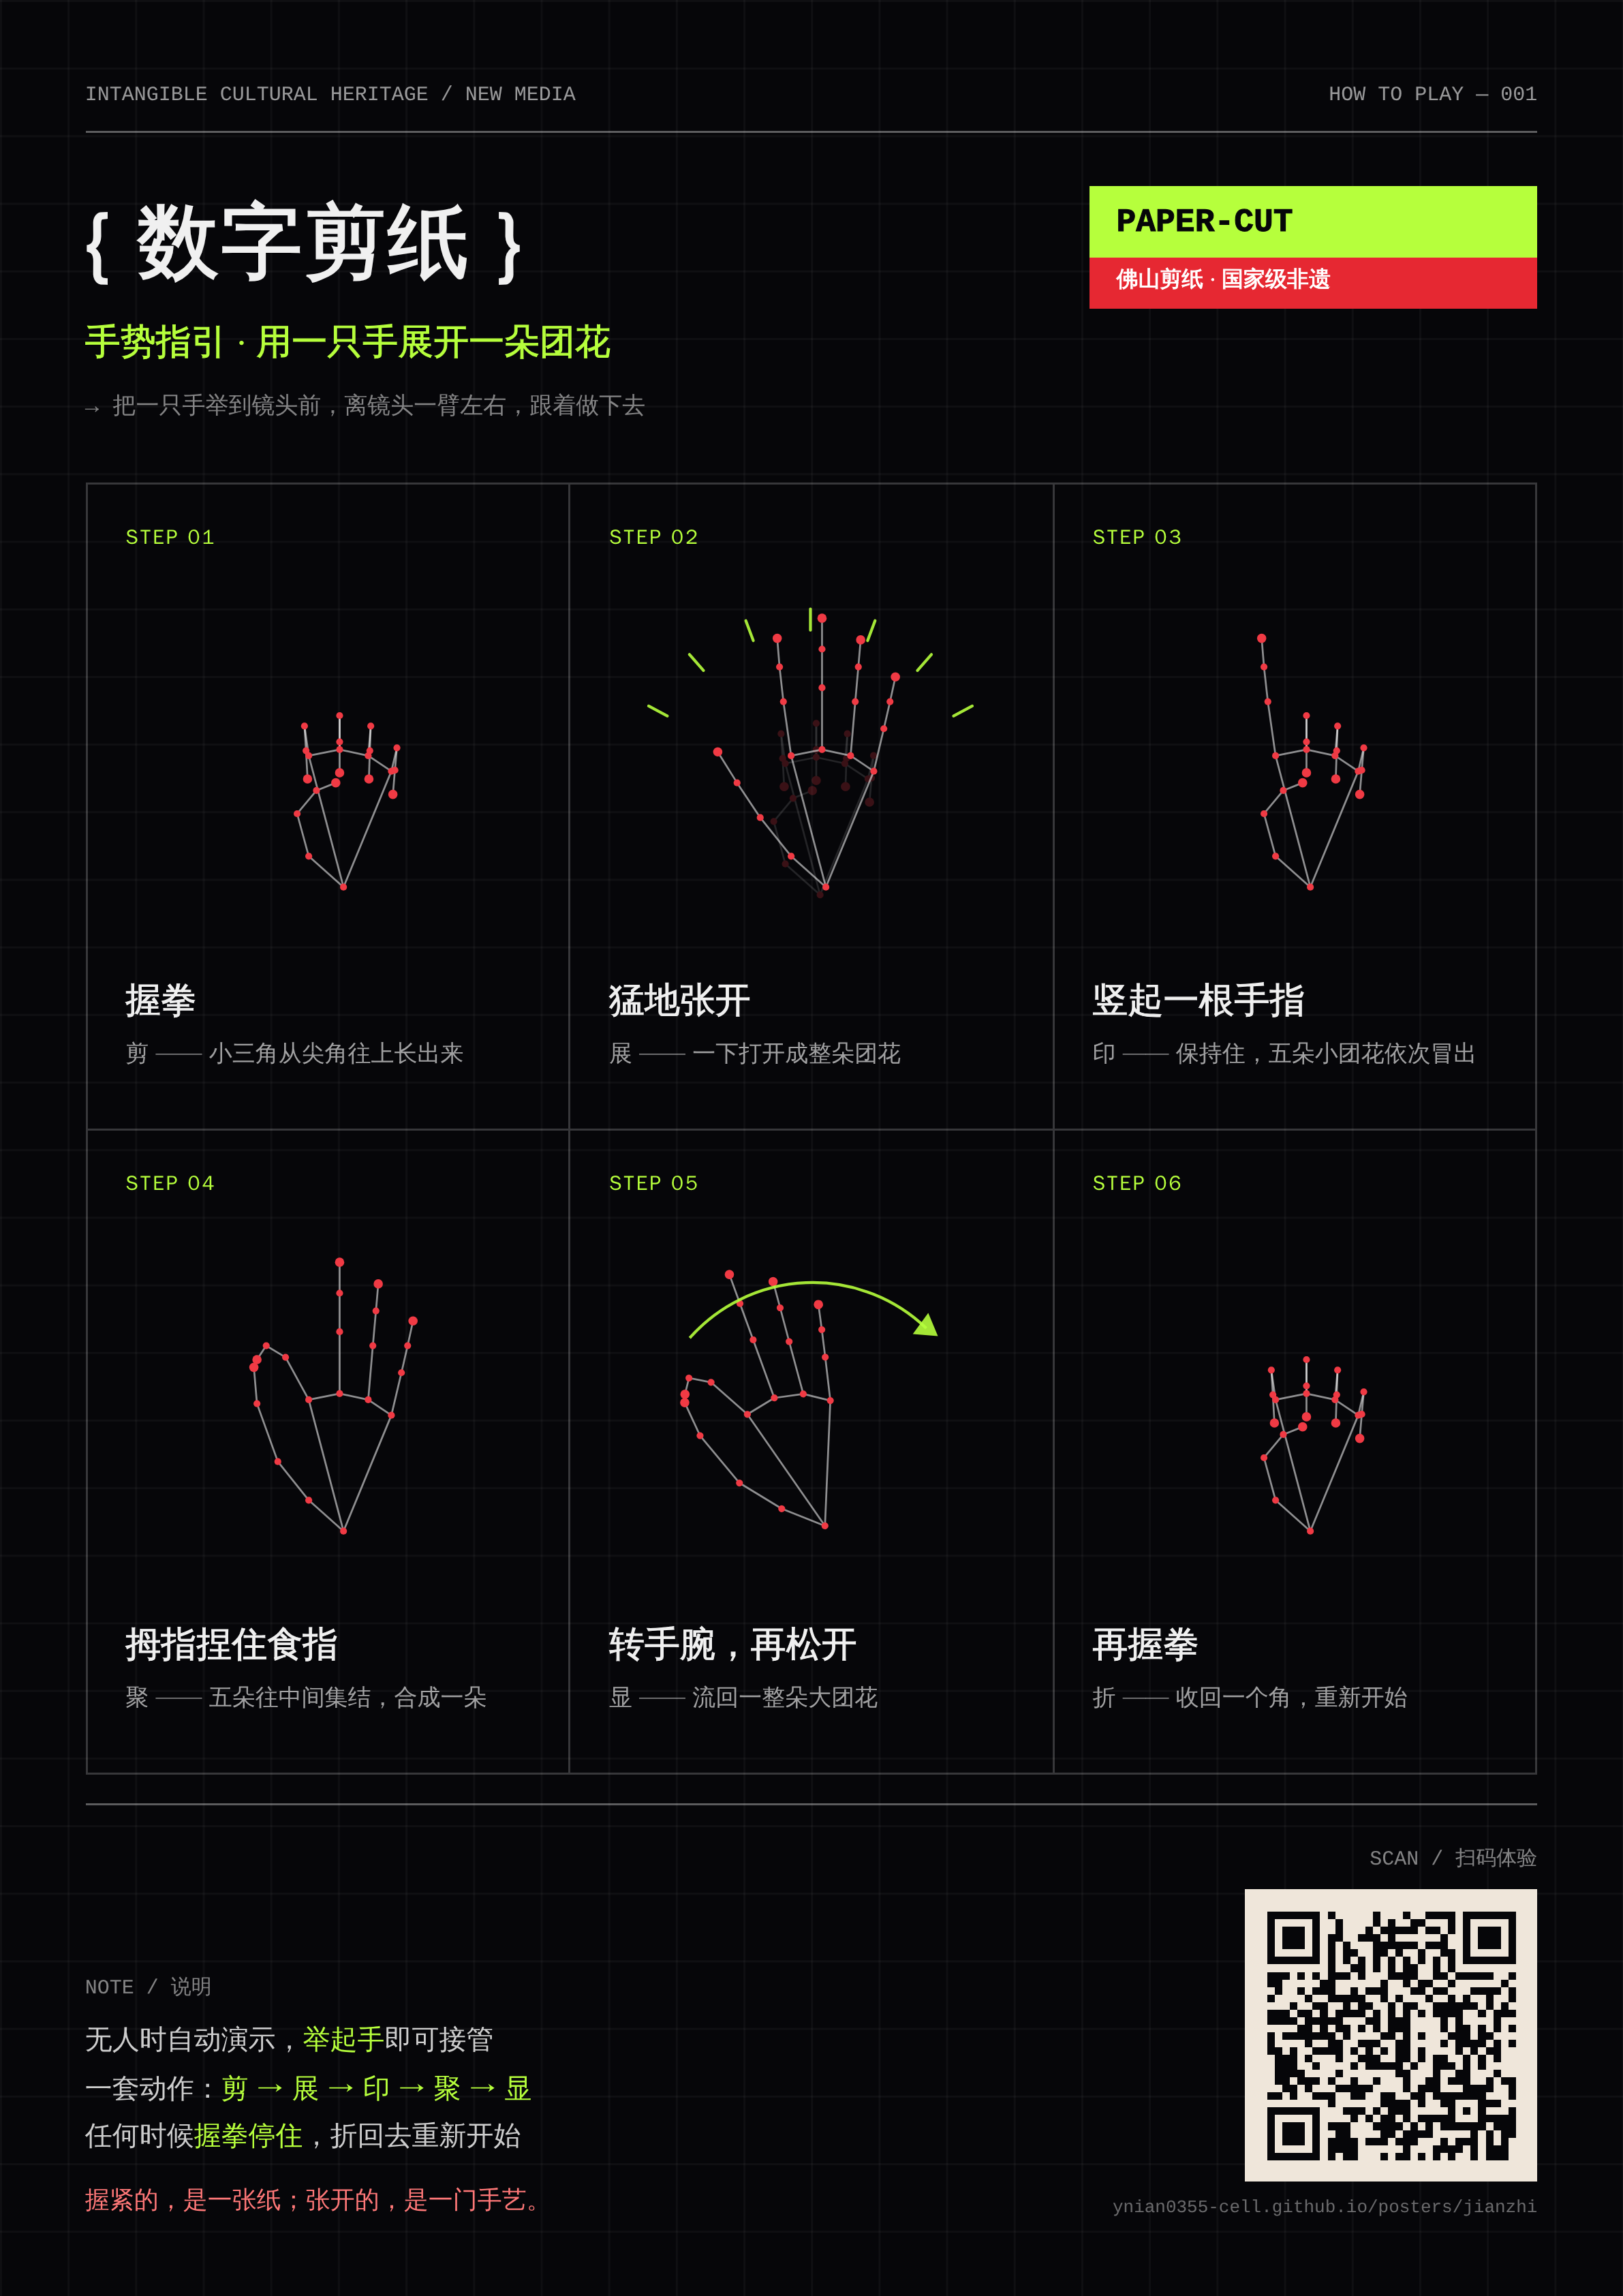 INTANGIBLE CULTURAL HERITAGE / NEW MEDIA
HOW TO PLAY — 001
{ 数字剪纸 }
PAPER-CUT
佛山剪纸 · 国家级非遗
手势指引 · 用一只手展开一朵团花
→ 把一只手举到镜头前，离镜头一臂左右，跟着做下去
STEP 01
握拳
剪 —— 小三角从尖角往上长出来
STEP 02
猛地张开
展 —— 一下打开成整朵团花
STEP 03
竖起一根手指
印 —— 保持住，五朵小团花依次冒出
STEP 04
拇指捏住食指
聚 —— 五朵往中间集结，合成一朵
STEP 05
转手腕，再松开
显 —— 流回一整朵大团花
STEP 06
再握拳
折 —— 收回一个角，重新开始
NOTE / 说明
无人时自动演示，举起手即可接管
一套动作：剪 → 展 → 印 → 聚 → 显
任何时候握拳停住，折回去重新开始
握紧的，是一张纸；张开的，是一门手艺。
SCAN / 扫码体验
ynian0355-cell.github.io/posters/jianzhi